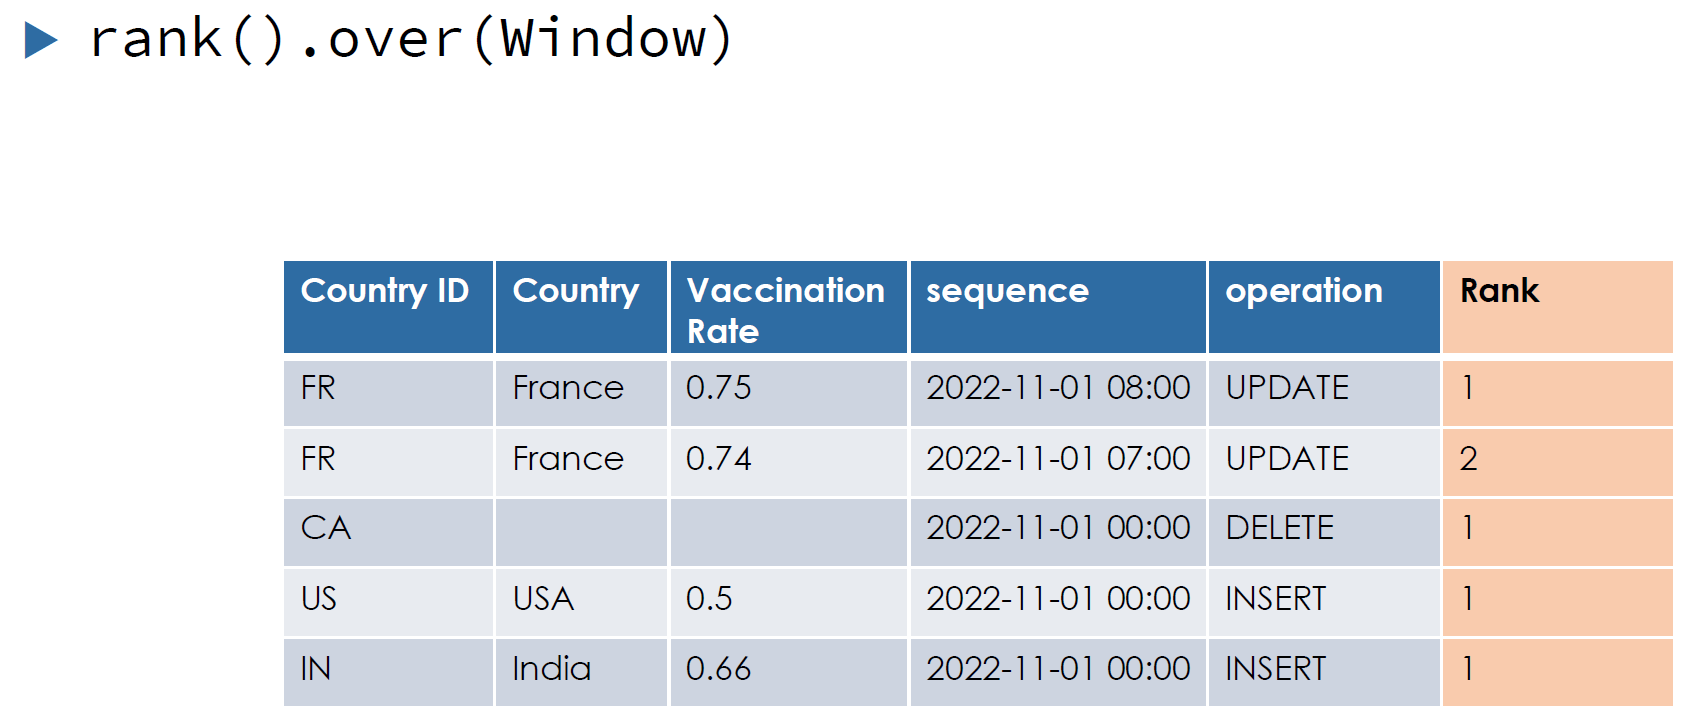 rank().over(Window)
Country ID Country Vaccination Rate sequence operation Rank
FR France 0.75 2022-11-01 08:00 UPDATE 1
FR France 0.74 2022-11-01 07:00 UPDATE 2
CA 2022-11-01 00:00 DELETE 1
US USA 0.5 2022-11-01 00:00 INSERT 1
IN India 0.66 2022-11-01 00:00 INSERT 1